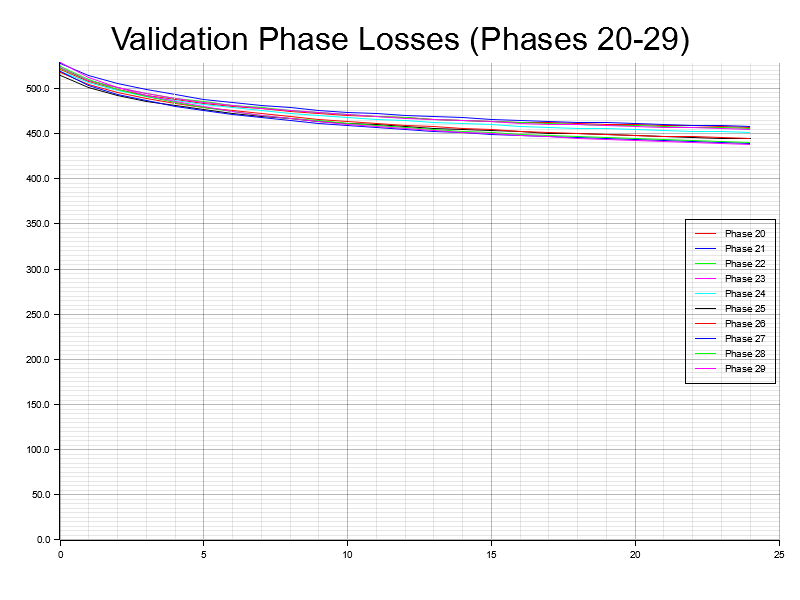 Validation Phase Losses (Phases 20-29)
500.0
450.0
400.0
350.0
300.0
250.0
200.0
150.0
100.0
50.0
0.0
0 5 10 15 20 25
Phase 20
Phase 21
Phase 22
Phase 23
Phase 24
Phase 25
Phase 26
Phase 27
Phase 28
Phase 29